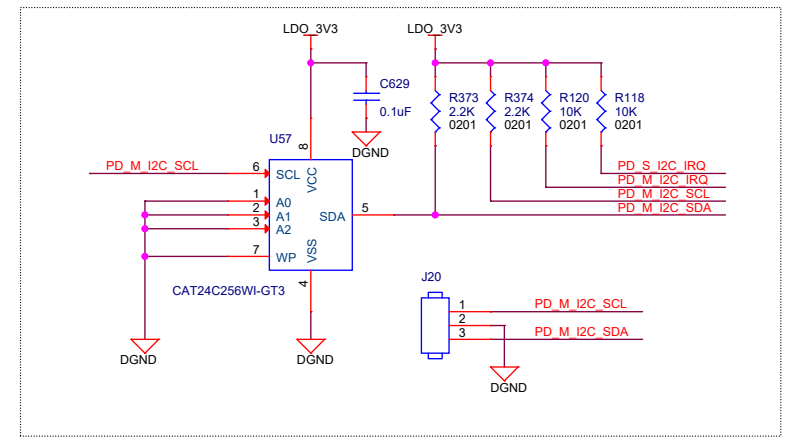 LDO_3V3
LDO_3V3
C629
0.1uF
DGND
R373
2.2K
0201
R374
2.2K
0201
R120
10K
0201
R118
10K
0201
U57
8
VCC
PD_M_I2C_SCL
6
SCL
1
A0
2
A1
3
A2
SDA
5
7
WP
VSS
4
CAT24C256WI-GT3
PD_S_I2C_IRQ
PD_M_I2C_IRQ
PD_M_I2C_SCL
PD_M_I2C_SDA
DGND
DGND
J20
1
PD_M_I2C_SCL
2
3
PD_M_I2C_SDA
DGND